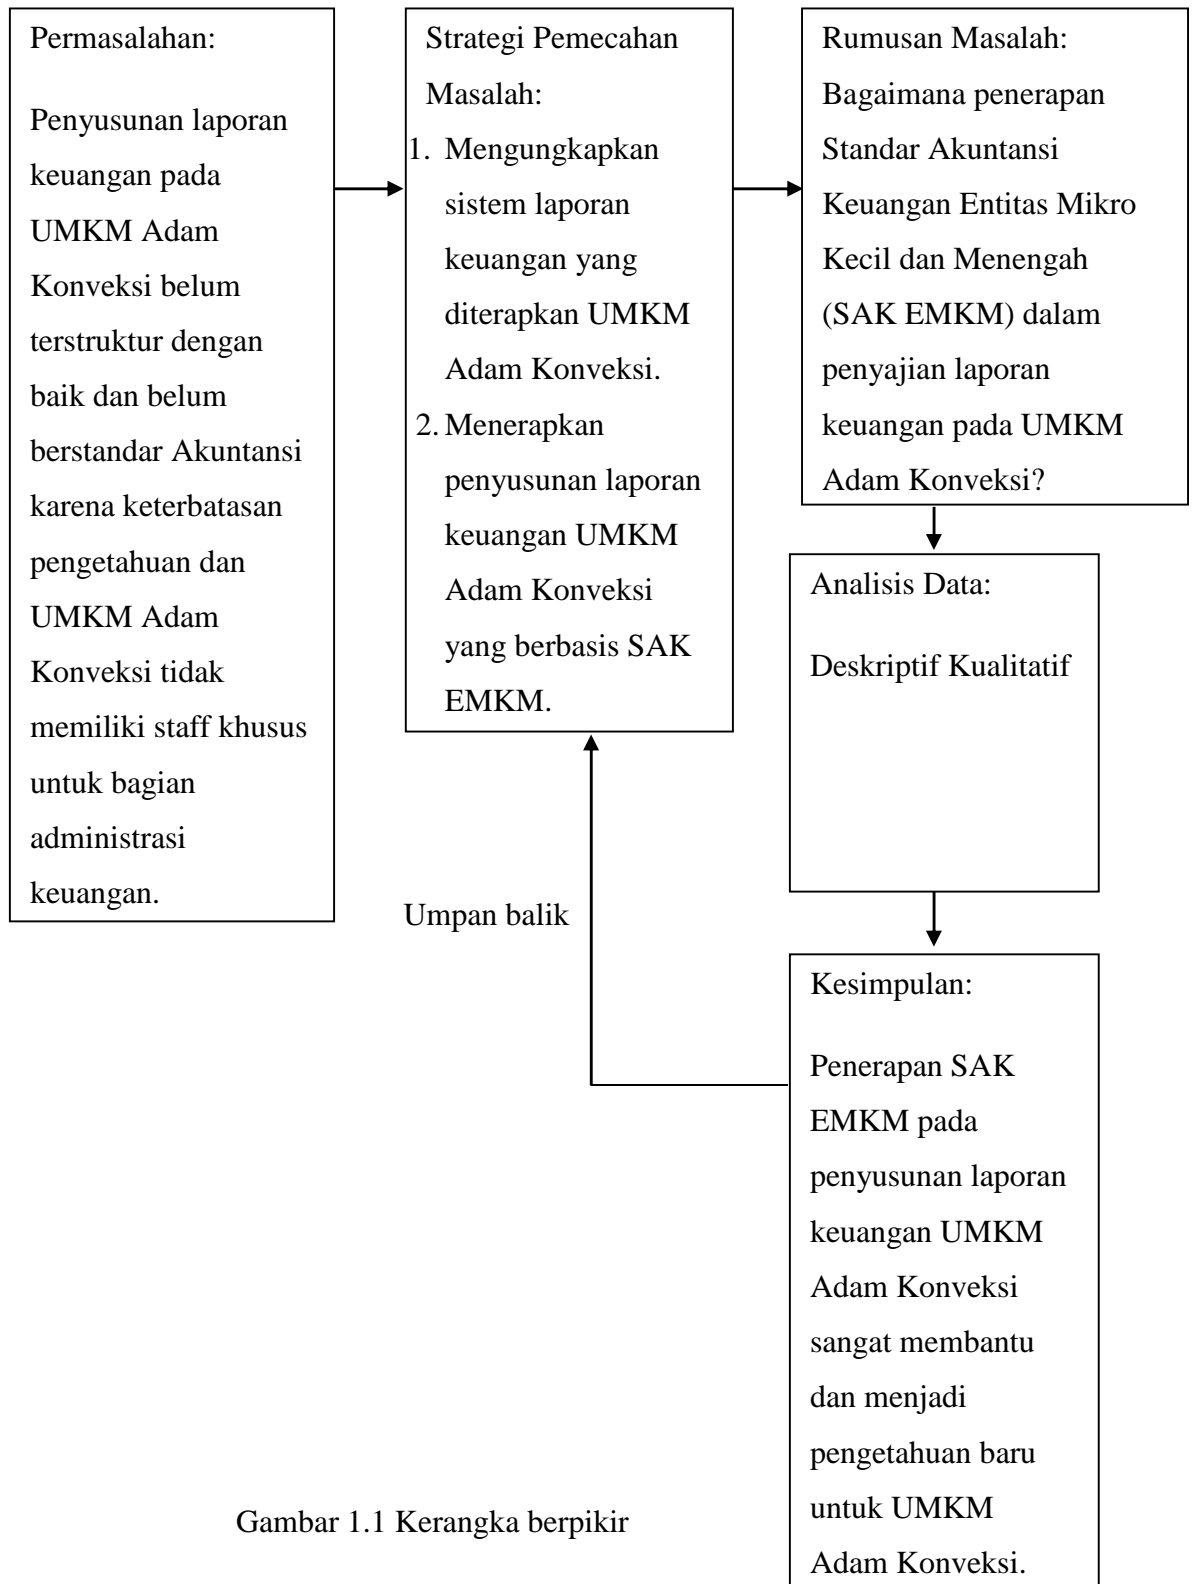 Permasalahan:
Penyusunan laporan
keuangan pada
UMKM Adam
Konveksi belum
terstruktur dengan
baik dan belum
berstandar Akuntansi
karena keterbatasan
pengetahuan dan
UMKM Adam
Konveksi tidak
memiliki staff khusus
untuk bagian
administrasi
keuangan.
Strategi Pemecahan
Masalah:
1. Mengungkapkan
sistem laporan
keuangan yang
diterapkan UMKM
Adam Konveksi.
2. Menerapkan
penyusunan laporan
keuangan UMKM
Adam Konveksi
yang berbasis SAK
EMKM.
Rumusan Masalah:
Bagaimana penerapan
Standar Akuntansi
Keuangan Entitas Mikro
Kecil dan Menengah
(SAK EMKM) dalam
penyajian laporan
keuangan pada UMKM
Adam Konveksi?
Analisis Data:
Deskriptif Kualitatif
Umpan balik
Kesimpulan:
Penerapan SAK
EMKM pada
penyusunan laporan
keuangan UMKM
Adam Konveksi
sangat membantu
dan menjadi
pengetahuan baru
untuk UMKM
Adam Konveksi.
Gambar 1.1 Kerangka berpikir